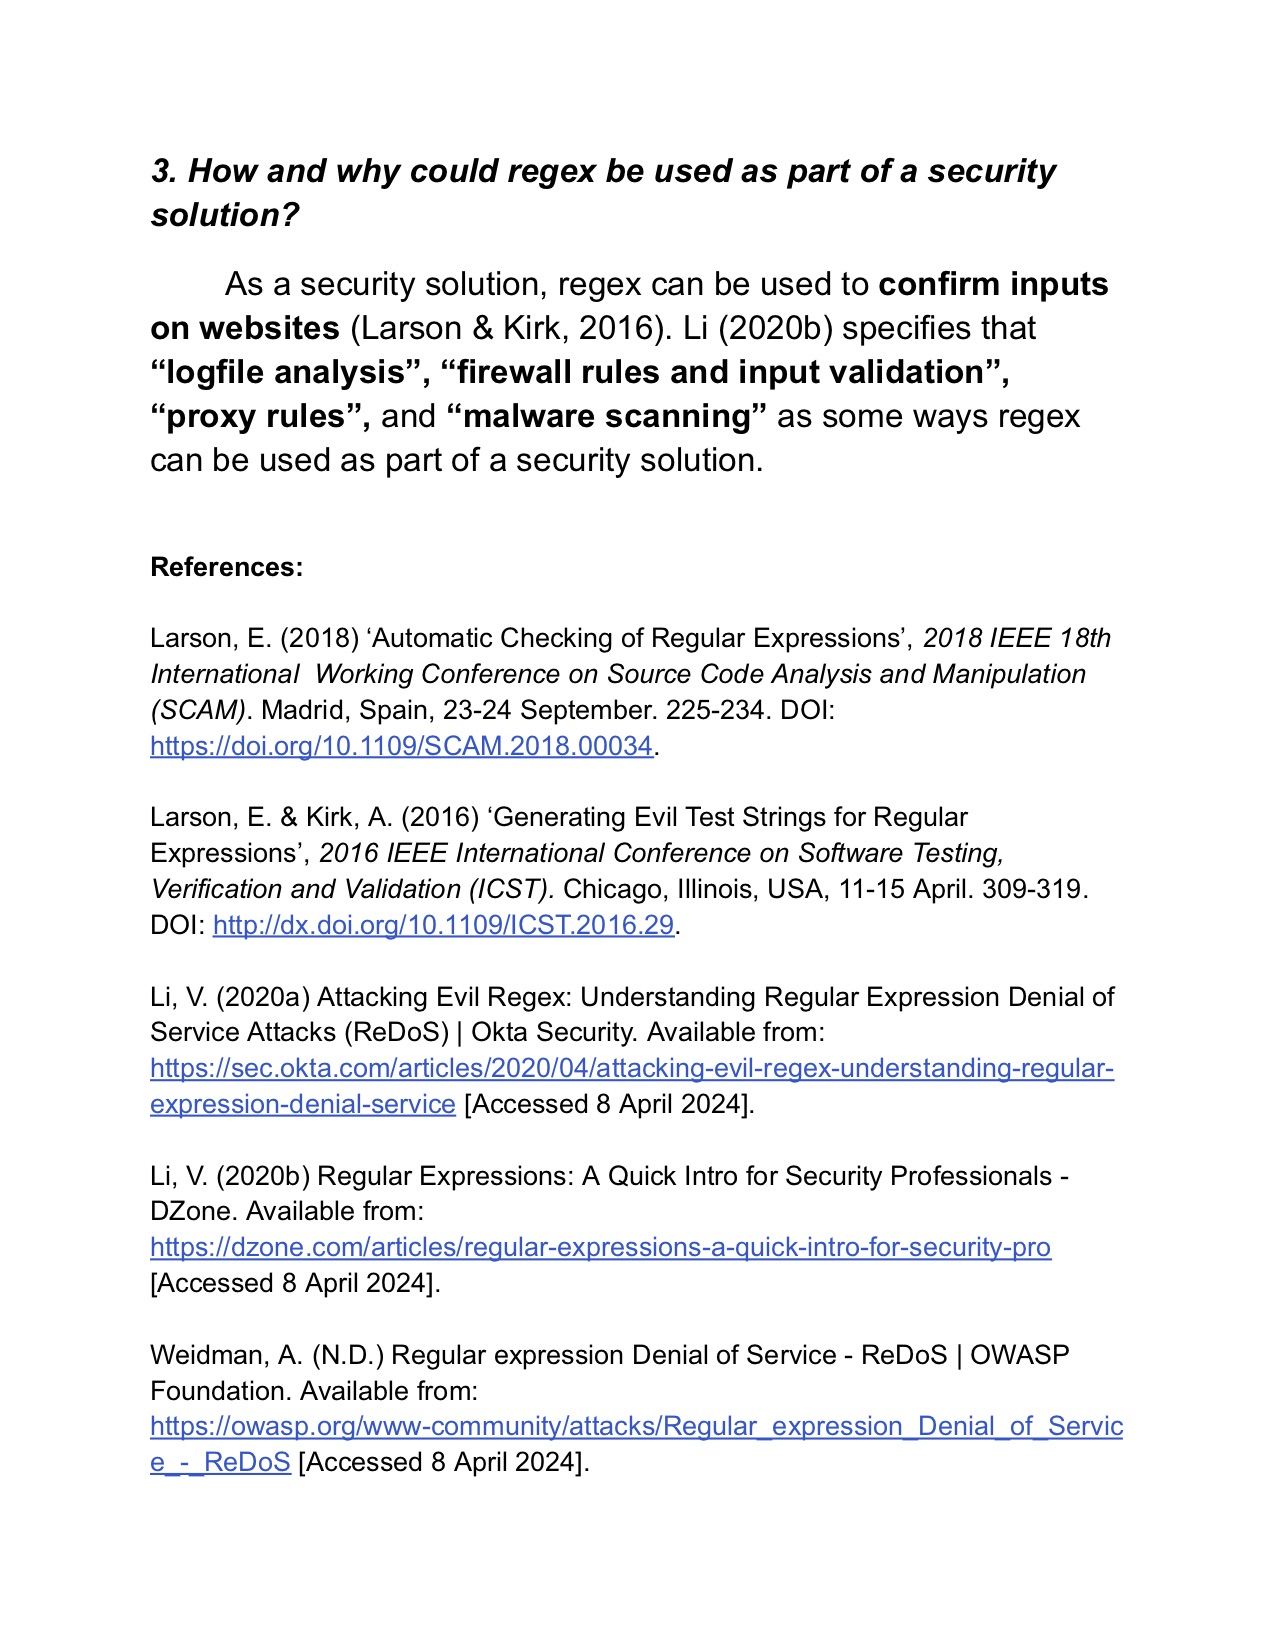 3. How and why could regex be used as part of a security
solution?
As a security solution, regex can be used to confirm inputs
on websites (Larson & Kirk, 2016). Li (2020b) specifies that
“logfile analysis”, “firewall rules and input validation”,
“proxy rules”, and “malware scanning” as some ways regex
can be used as part of a security solution.
References:
Larson, E. (2018) ‘Automatic Checking of Regular Expressions’, 2018 IEEE 18th
International  Working Conference on Source Code Analysis and Manipulation
(SCAM). Madrid, Spain, 23-24 September. 225-234. DOI:
https://doi.org/10.1109/SCAM.2018.00034.
Larson, E. & Kirk, A. (2016) ‘Generating Evil Test Strings for Regular
Expressions’, 2016 IEEE International Conference on Software Testing,
Verification and Validation (ICST). Chicago, Illinois, USA, 11-15 April. 309-319.
DOI: http://dx.doi.org/10.1109/ICST.2016.29.
Li, V. (2020a) Attacking Evil Regex: Understanding Regular Expression Denial of
Service Attacks (ReDoS) | Okta Security. Available from:
https://sec.okta.com/articles/2020/04/attacking-evil-regex-understanding-regular-
expression-denial-service [Accessed 8 April 2024].
Li, V. (2020b) Regular Expressions: A Quick Intro for Security Professionals -
DZone. Available from:
https://dzone.com/articles/regular-expressions-a-quick-intro-for-security-pro
[Accessed 8 April 2024].
Weidman, A. (N.D.) Regular expression Denial of Service - ReDoS | OWASP
Foundation. Available from:
https://owasp.org/www-community/attacks/Regular_expression_Denial_of_Servic
e_-_ReDoS [Accessed 8 April 2024].